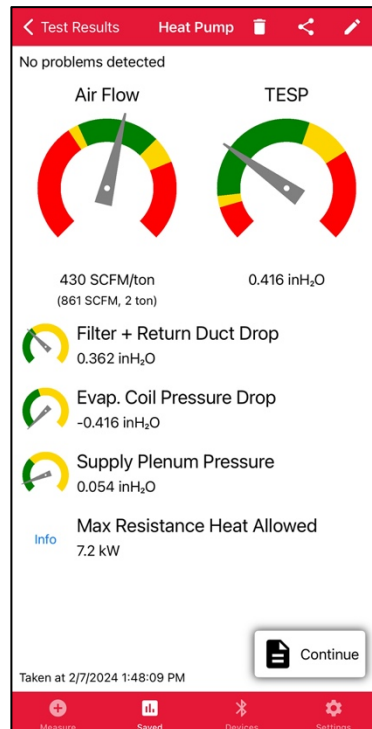 Test Results
Heat Pump
No problems detected
Air Flow
TESP
430 SCFM/ton
(861 SCFM, 2 ton)
0.416 inH₂O
Filter + Return Duct Drop
0.362 inH₂O
Evap. Coil Pressure Drop
-0.416 inH₂O
Supply Plenum Pressure
0.054 inH₂O
Info
Max Resistance Heat Allowed
7.2 kW
Continue
Taken at 2/7/2024 1:48:09 PM
Measure
Saved
Devices
Settings